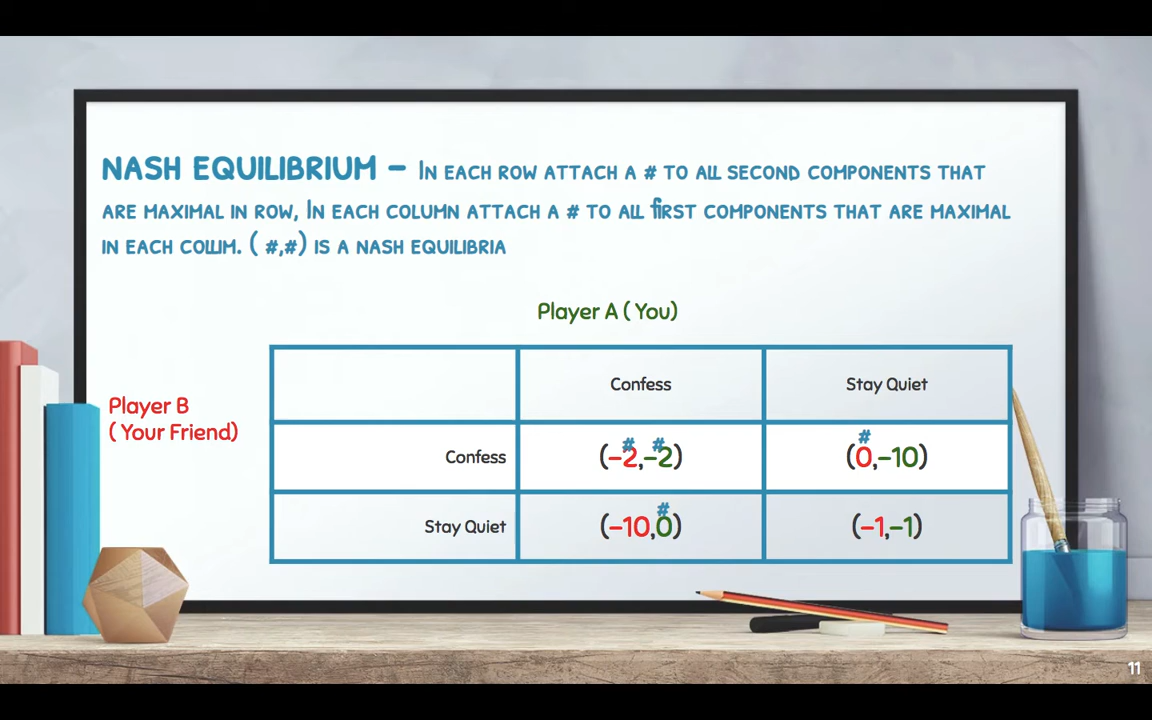 NASH EQUILIBRIUM – IN EACH ROW ATTACH A # TO ALL SECOND COMPONENTS THAT
ARE MAXIMAL IN ROW, IN EACH COLUMN ATTACH A # TO ALL FIRST COMPONENTS THAT ARE MAXIMAL
IN EACH COLLIM. ( #,#) IS A NASH EQUILIBRIA
Player A ( You)
Confess
Stay Quiet
Player B
( Your Friend)
Confess
# #
(-2,-2)
#
(0,-10)
Stay Quiet
#
(-10,0)
(-1,-1)
11